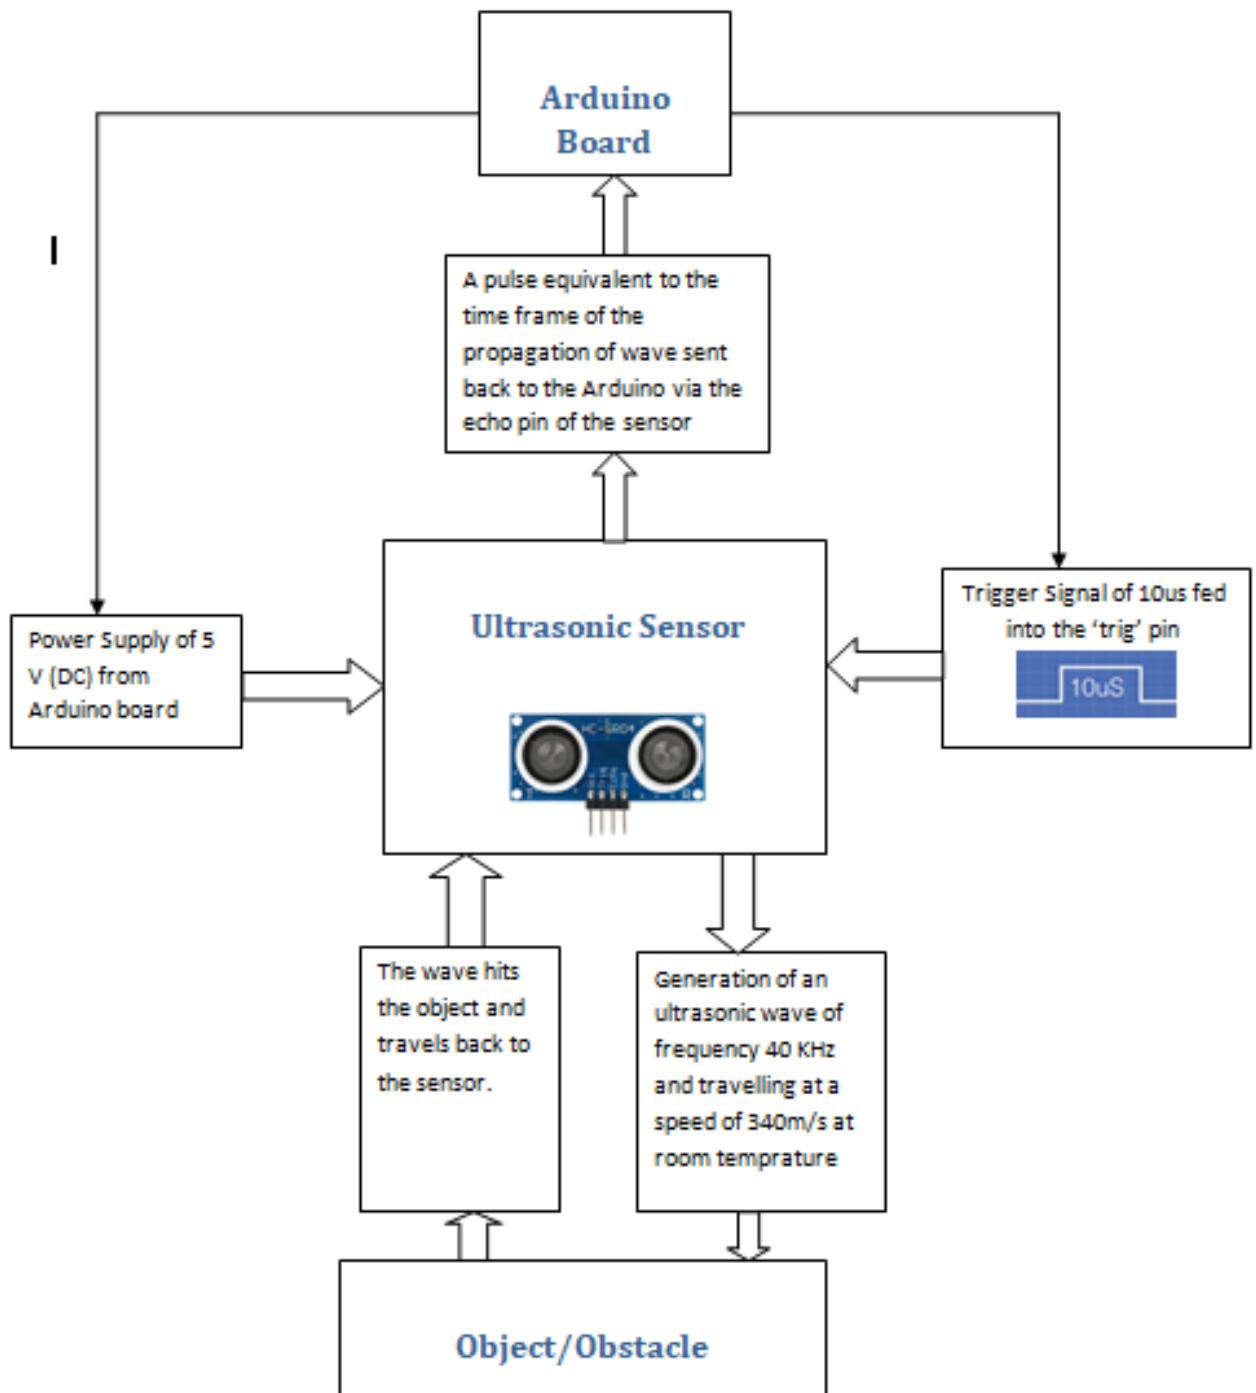 Arduino
Board
A pulse equivalent to the
time frame of the
propagation of wave sent
back to the Arduino via the
echo pin of the sensor
Ultrasonic Sensor
HC-SR04
Power Supply of 5
V (DC) from
Arduino board
Trigger Signal of 10us fed
into the ‘trig’ pin
10uS
The wave hits
the object and
travels back to
the sensor.
Generation of an
ultrasonic wave of
frequency 40 KHz
and travelling at a
speed of 340m/s at
room temprature
Object/Obstacle